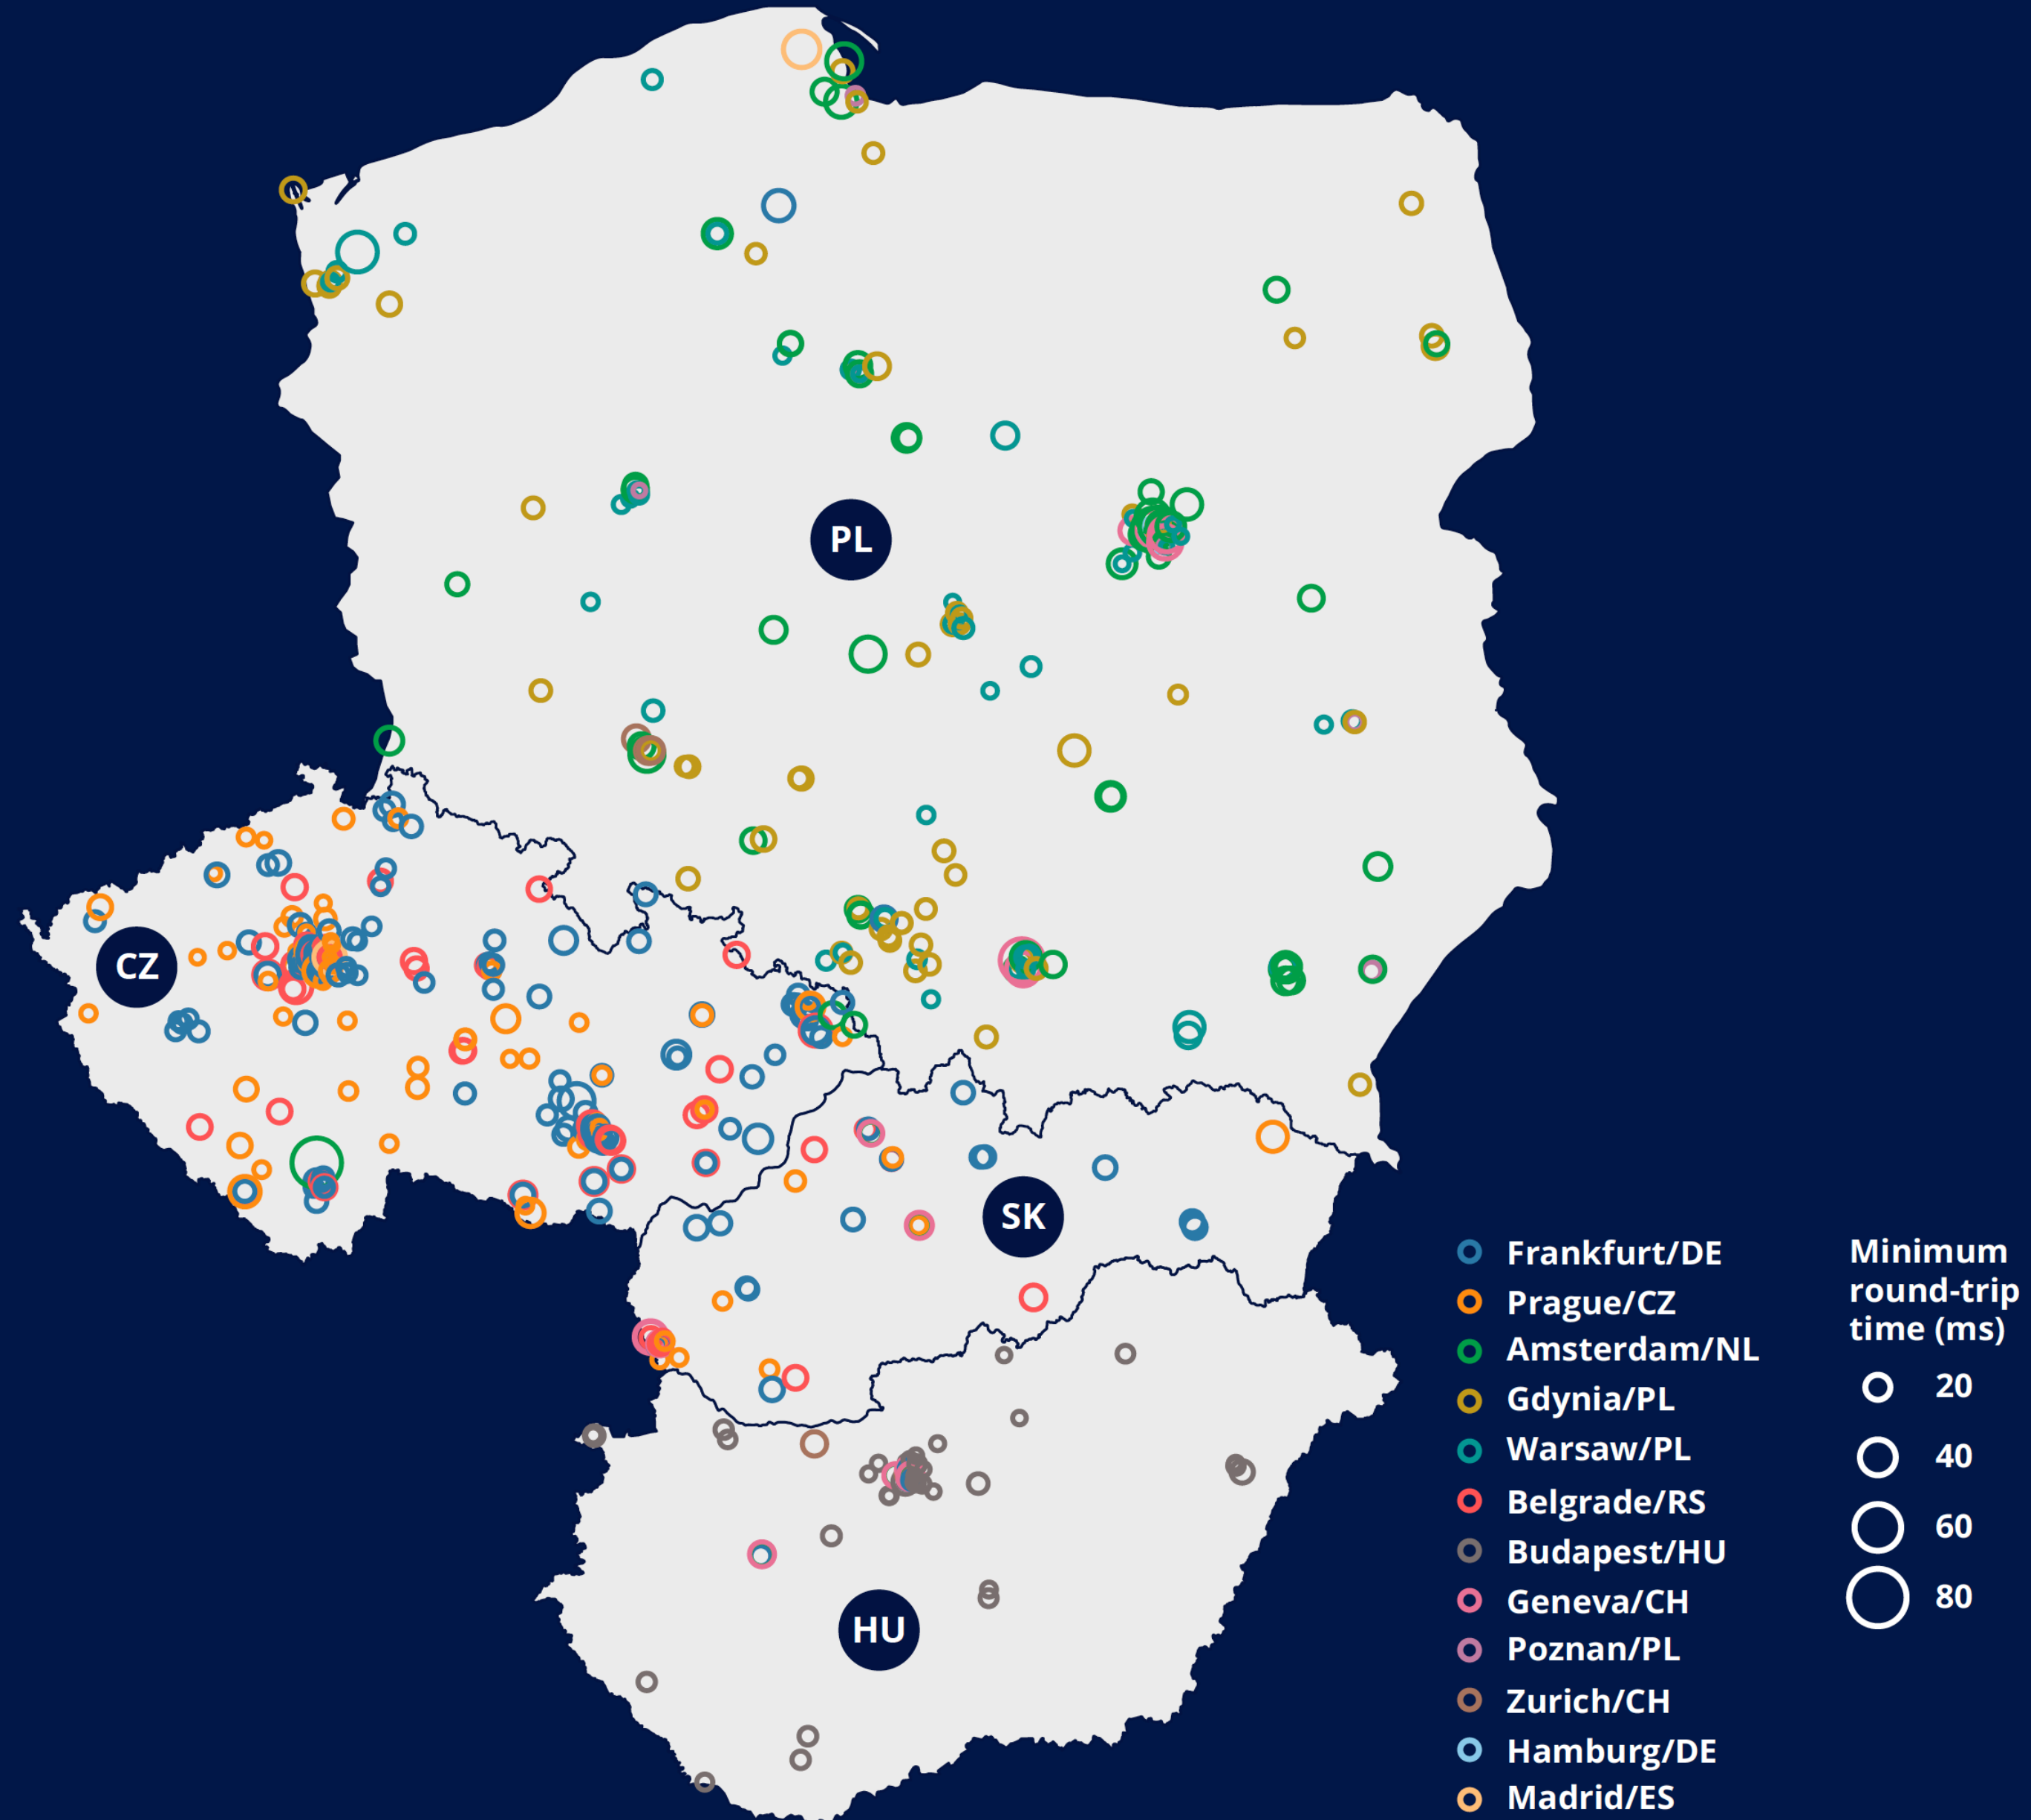 PL
CZ
SK
HU
Frankfurt/DE
Prague/CZ
Amsterdam/NL
Gdynia/PL
Warsaw/PL
Belgrade/RS
Budapest/HU
Geneva/CH
Poznan/PL
Zurich/CH
Hamburg/DE
Madrid/ES
Minimum
round-trip
time (ms)
20
40
60
80